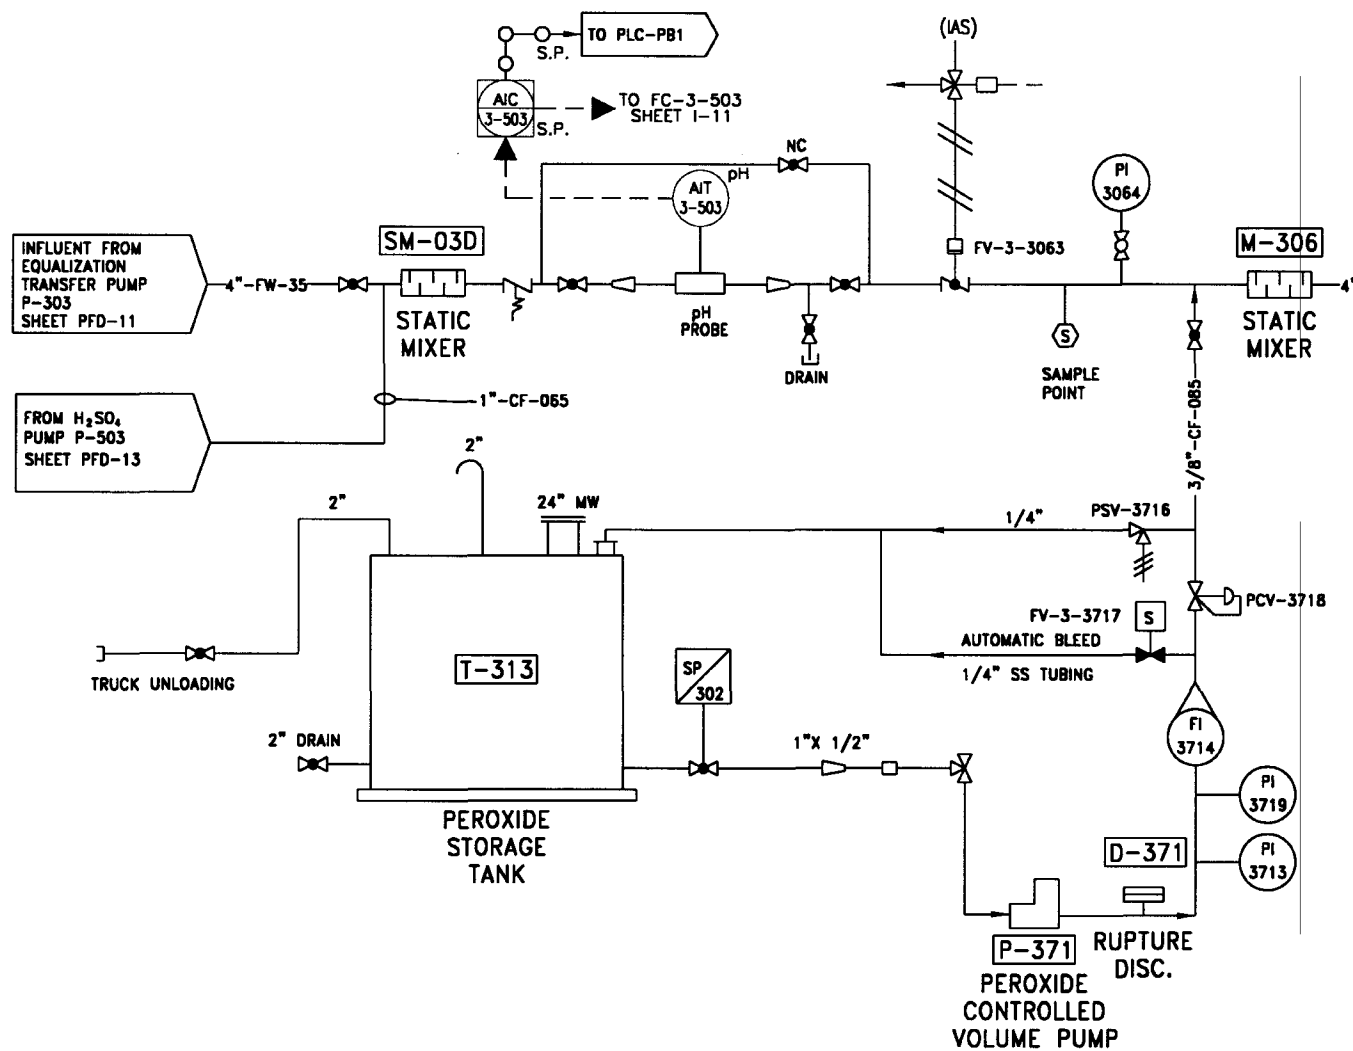 TO PLC-PB1
S.P.
(IAS)
AIC
3-503
S.P.
TO FC-3-503
SHEET I-11
NC
pH
AIT
3-503
PI
3064
INFLUENT FROM
EQUALIZATION
TRANSFER PUMP
P-303
SHEET PFD-11
4"-FW-35
SM-03D
STATIC
MIXER
pH
PROBE
DRAIN
FV-3-3063
S
SAMPLE
POINT
M-306
STATIC
MIXER
4"
FROM H₂SO₄
PUMP P-503
SHEET PFD-13
1"-CF-065
3/8"-CF-085
2"
2"
24" MW
1/4"
PSV-3716
PCV-3718
FV-3-3717
S
AUTOMATIC BLEED
1/4" SS TUBING
TRUCK UNLOADING
T-313
SP
302
2" DRAIN
1"X 1/2"
FI
3714
PI
3719
PI
3713
PEROXIDE
STORAGE
TANK
D-371
RUPTURE
DISC.
P-371
PEROXIDE
CONTROLLED
VOLUME PUMP